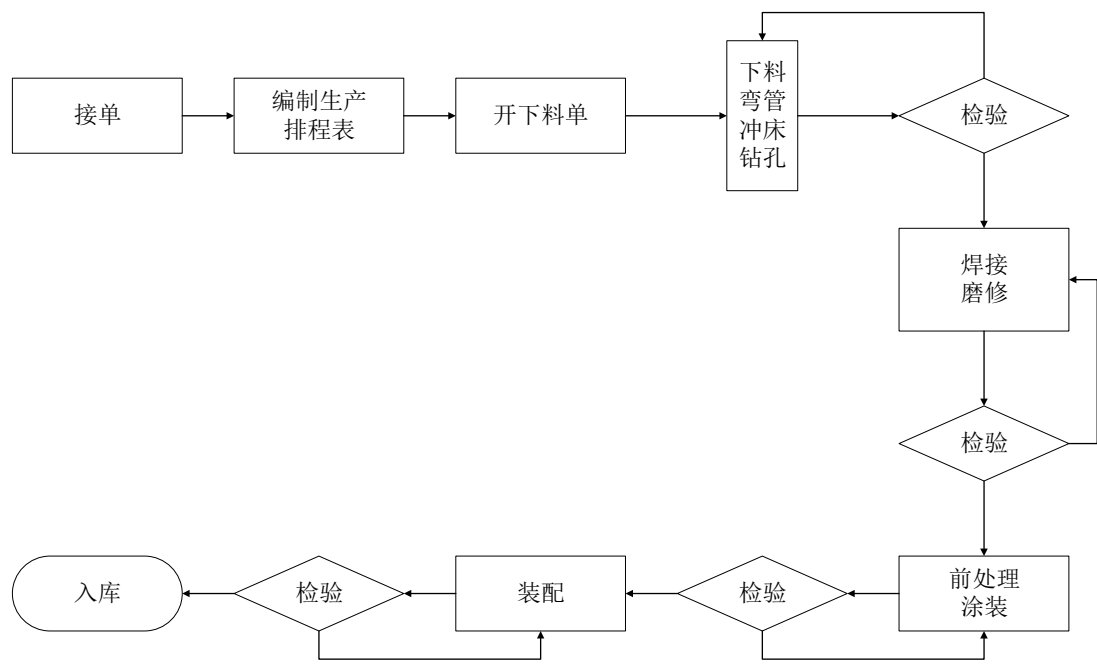 接单
编制生产
排程表
开下料单
下料
弯管
冲床
钻孔
检验
焊接
磨修
检验
前处理
涂装
检验
装配
检验
入库